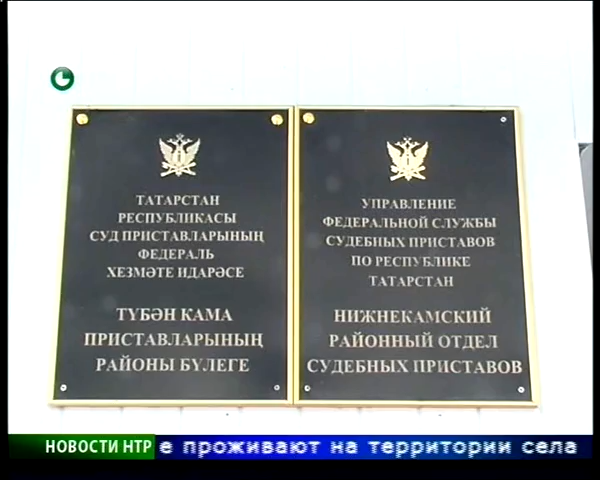 ТАТАРСТАН
РЕСПУБЛИКАСЫ
СУД ПРИСТАВЛАРЫНЫҢ
ФЕДЕРАЛЬ
ХЕЗМӘТЕ ИДАРӘСЕ
ТҮБӘН КАМА
ПРИСТАВЛАРЫНЫҢ
РАЙОНЫ БҮЛЕГЕ
УПРАВЛЕНИЕ
ФЕДЕРАЛЬНОЙ СЛУЖБЫ
СУДЕБНЫХ ПРИСТАВОВ
ПО РЕСПУБЛИКЕ
ТАТАРСТАН
НИЖНЕКАМСКИЙ
РАЙОННЫЙ ОТДЕЛ
СУДЕБНЫХ ПРИСТАВОВ
НОВОСТИ НТР е проживают на территории села